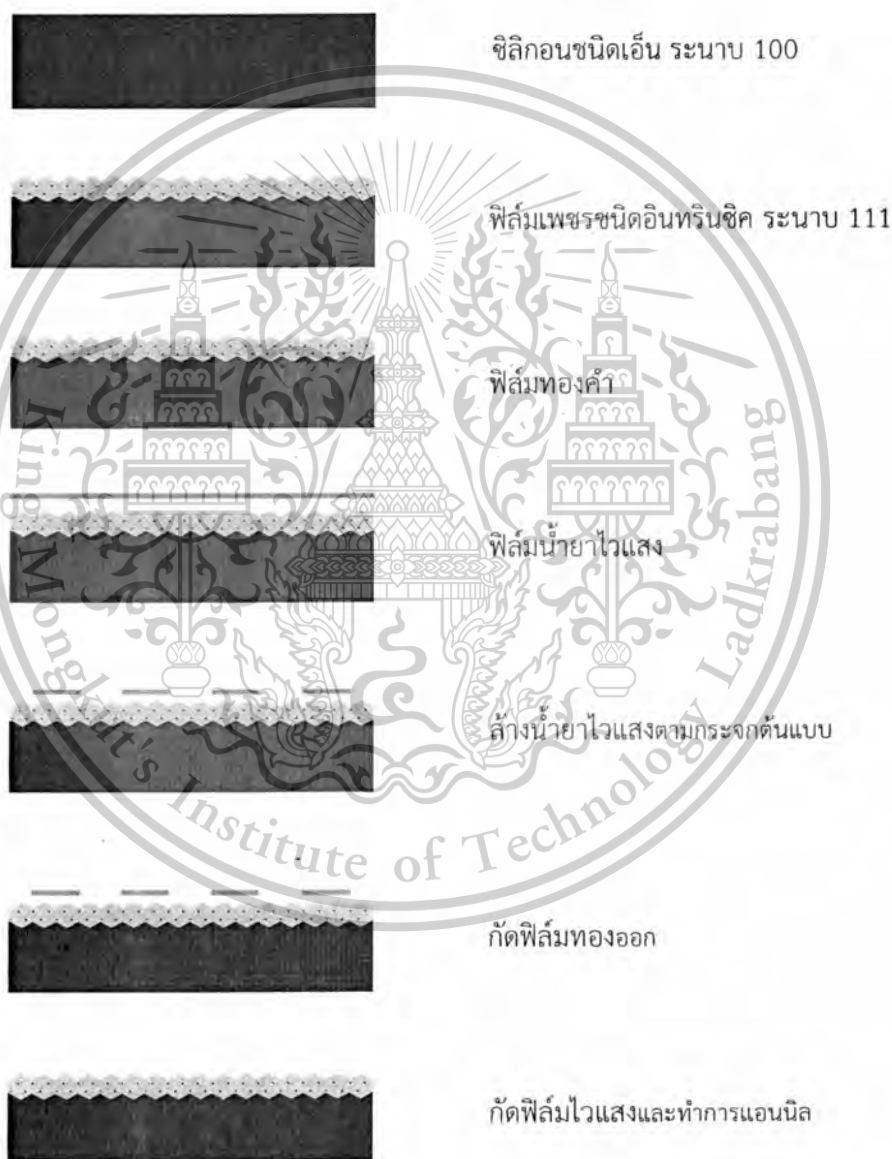 ซิลิกอนชนิดเอ็น ระนาบ 100
ฟิล์มเพชรชนิดอินทรินซิค ระนาบ 111
ฟิล์มทองคำ
ฟิล์มน้ำยาไวแสง
ล้างน้ำยาไวแสงตามกระจกต้นแบบ
กัดฟิล์มทองออก
กัดฟิล์มไวแสงและทำการแอนนิล
King Mongkut's Institute of Technology Ladkrabang